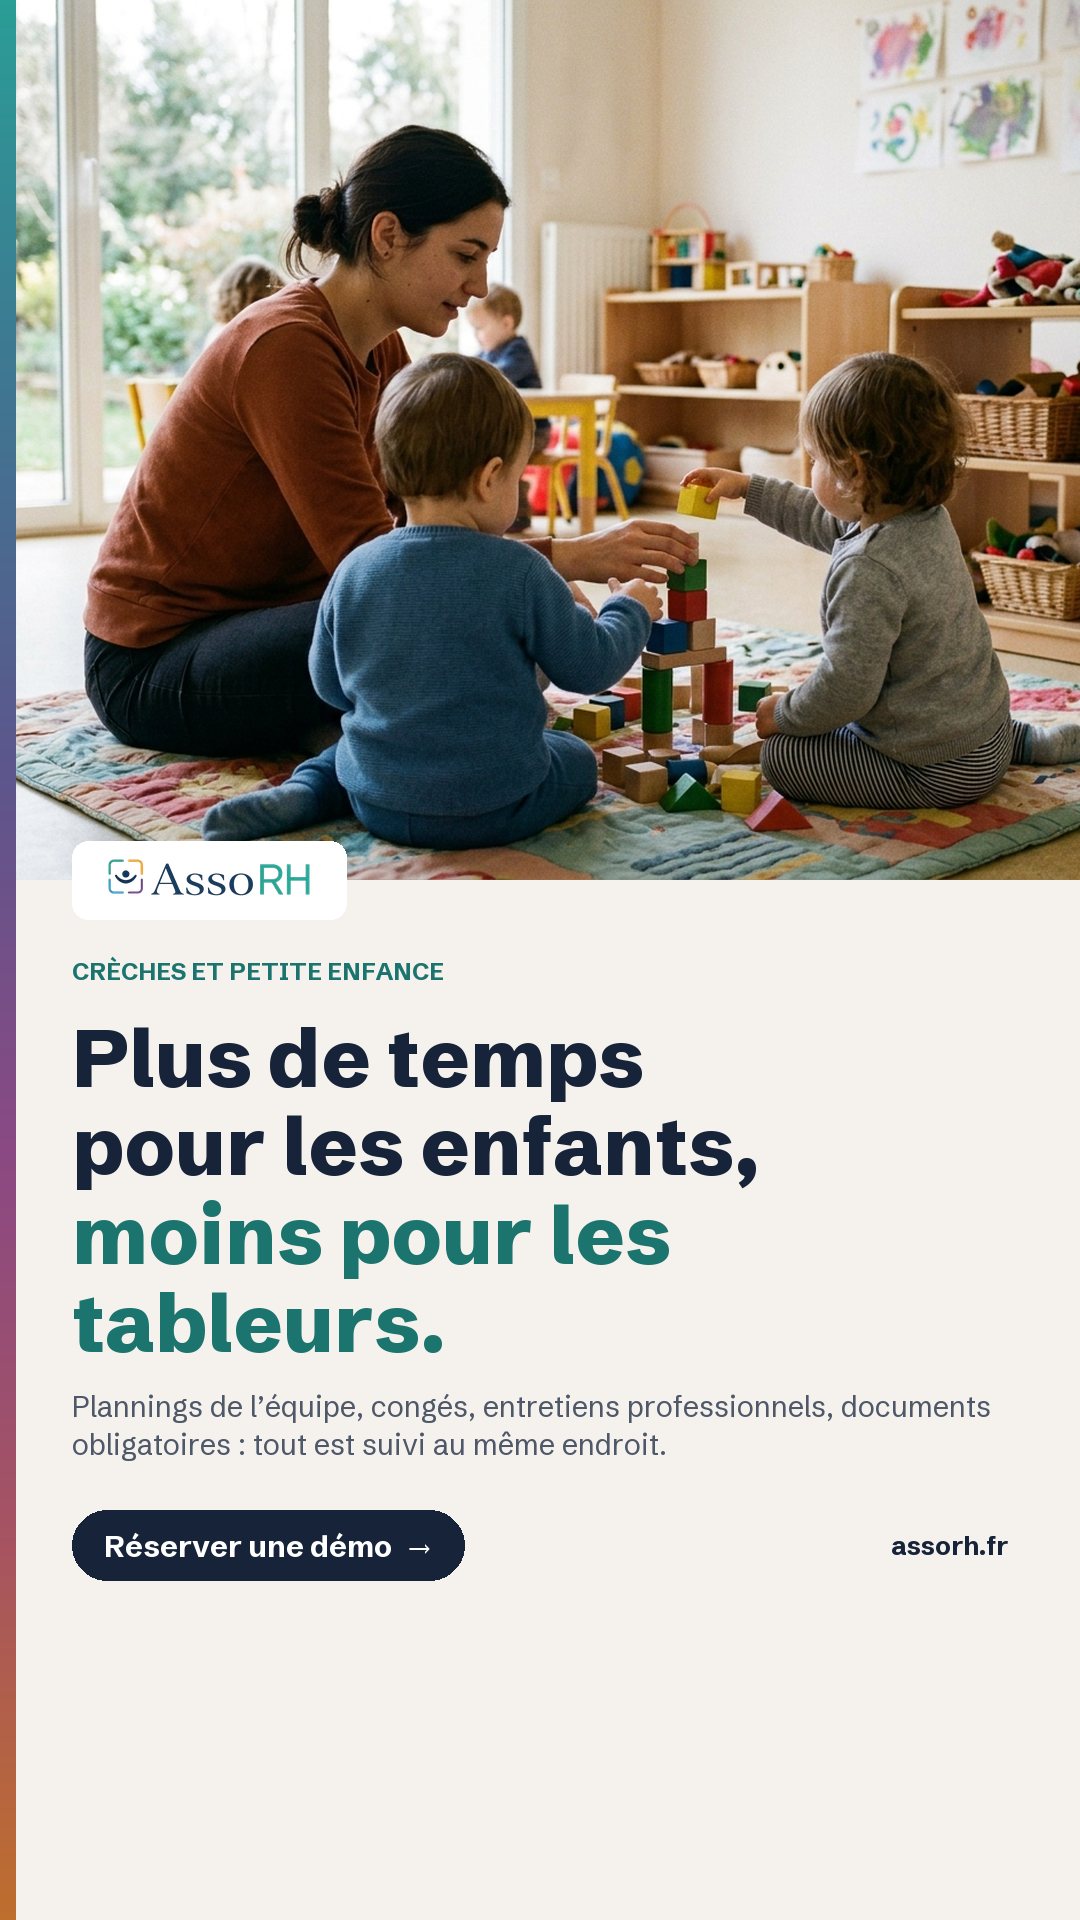 AssoRH
CRÈCHES ET PETITE ENFANCE
Plus de temps
pour les enfants,
moins pour les
tableurs.
Plannings de l’équipe, congés, entretiens professionnels, documents
obligatoires : tout est suivi au même endroit.
Réserver une démo →
assorh.fr